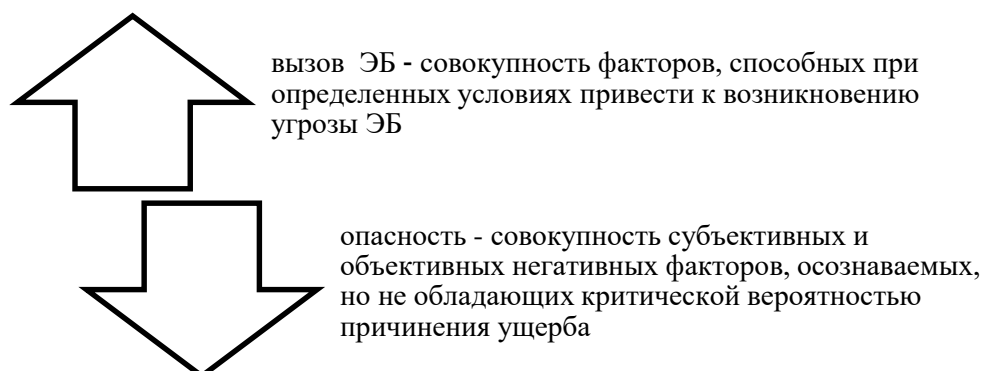 вызов  ЭБ - совокупность факторов, способных при
определенных условиях привести к возникновению
угрозы ЭБ
опасность - совокупность субъективных и
объективных негативных факторов, осознаваемых,
но не обладающих критической вероятностью
причинения ущерба